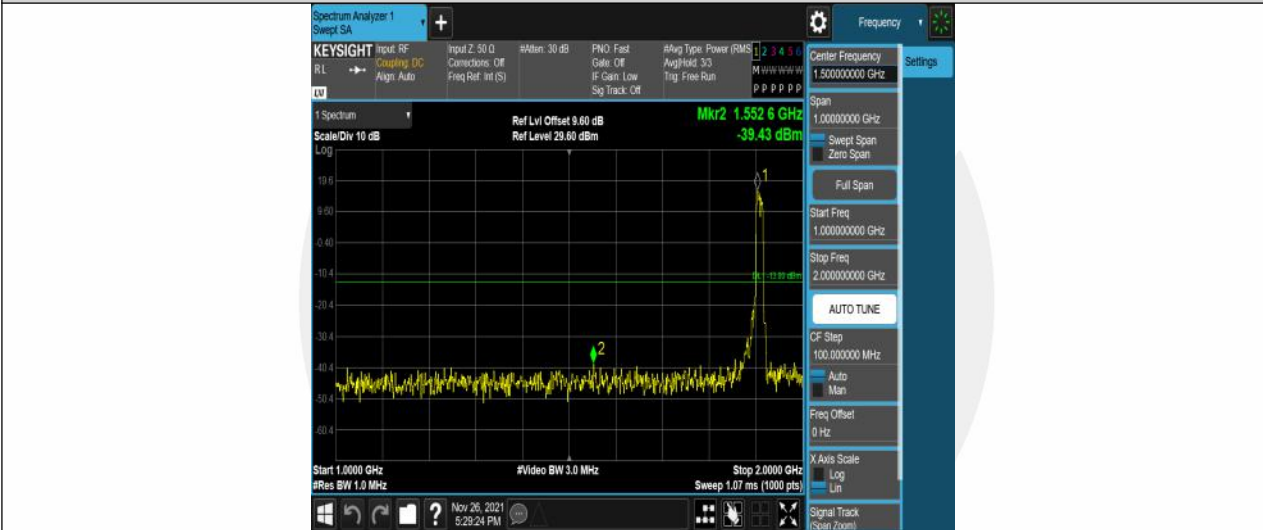 Spectrum Analyzer 1
Swept SA
+
Frequency
KEYSIGHT
RL
LV
Input: RF
Coupling: DC
Align: Auto
Input Z: 50 Ω
Corrections: Off
Freq Ref: Int (S)
#Atten: 30 dB
PNO: Fast
Gate: Off
IF Gain: Low
Sig Track: Off
#Avg Type: Power (RMS
Avg|Hold: 3/3
Trig: Free Run
1 2 3 4 5 6
M W W W W W
P P P P P P
1 Spectrum
Scale/Div 10 dB
Log
Ref Lvl Offset 9.60 dB
Ref Level 29.60 dBm
Mkr2 1.552 6 GHz
-39.43 dBm
19.6
9.60
-0.40
-10.4
-20.4
-30.4
-40.4
-50.4
-60.4
1
2
DL1 -13.00 dBm
Start 1.0000 GHz
#Res BW 1.0 MHz
#Video BW 3.0 MHz
Stop 2.0000 GHz
Sweep 1.07 ms (1000 pts)
?
Nov 26, 2021
5:29:24 PM
Center Frequency
1.500000000 GHz
Settings
Span
1.00000000 GHz
Swept Span
Zero Span
Full Span
Start Freq
1.000000000 GHz
Stop Freq
2.000000000 GHz
AUTO TUNE
CF Step
100.000000 MHz
Auto
Man
Freq Offset
0 Hz
X Axis Scale
Log
Lin
Signal Track
(Span Zoom)